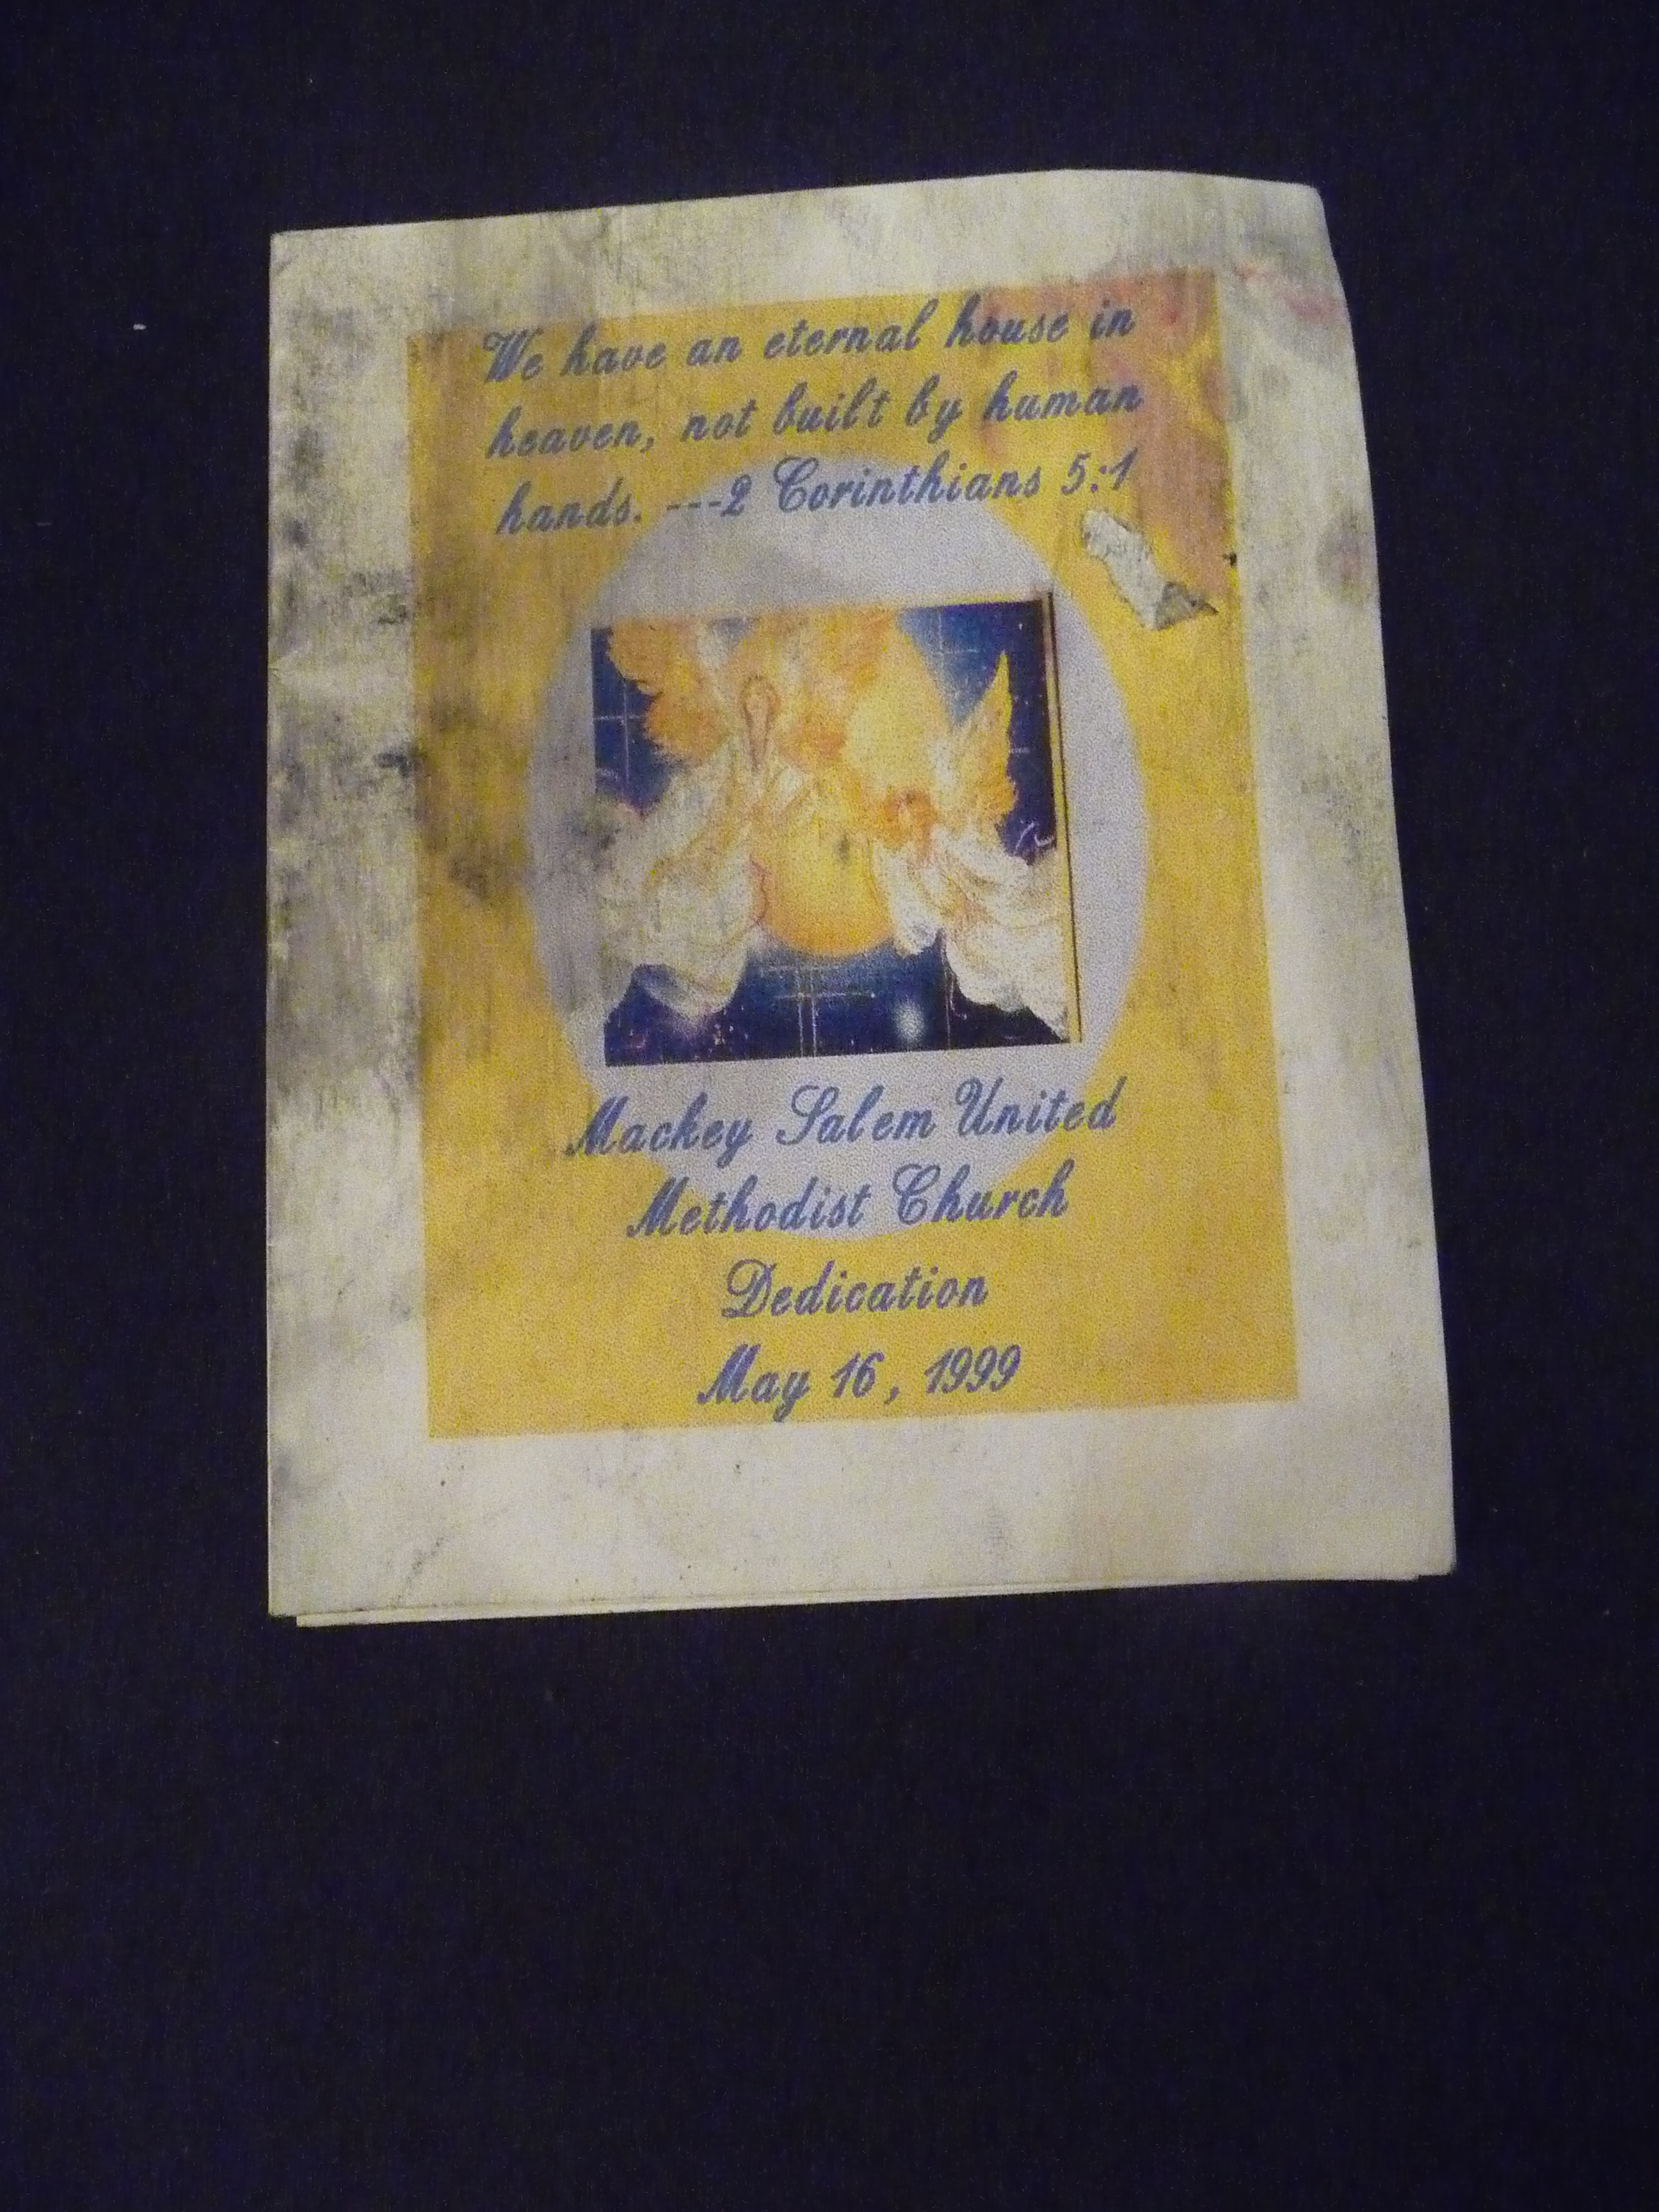 We have an eternal house in
heaven, not built by human
hands. ---2 Corinthians 5:1
Mackey Salem United
Methodist Church
Dedication
May 16, 1999